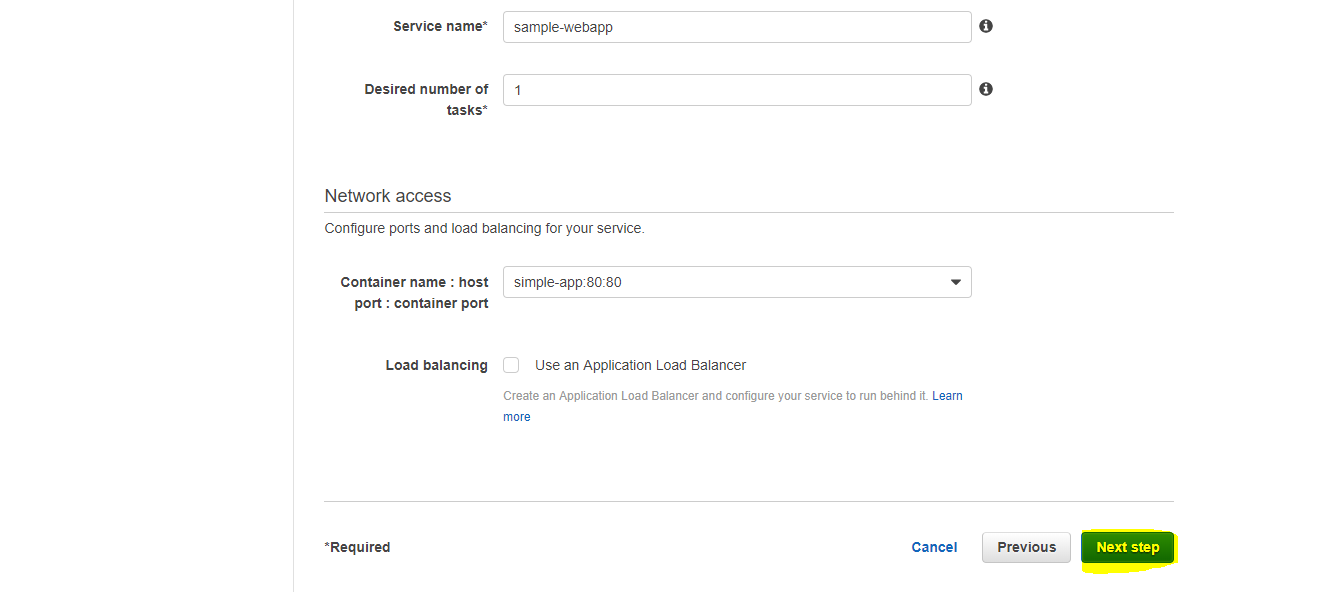 Service name*
sample-webapp
Desired number of
tasks*
1
Network access
Configure ports and load balancing for your service.
Container name : host
port : container port
simple-app:80:80
Load balancing
Use an Application Load Balancer
Create an Application Load Balancer and configure your service to run behind it. Learn
more
*Required
Cancel
Previous
Next step